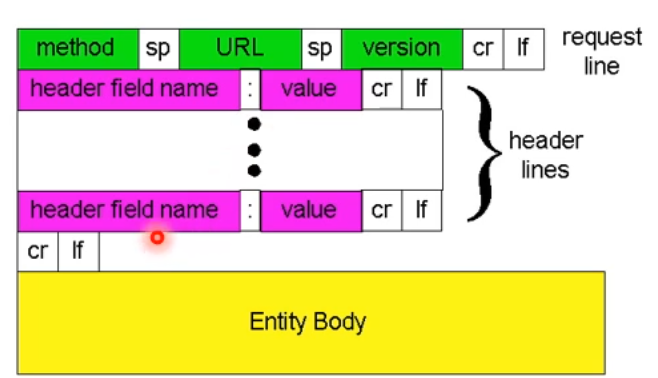 method sp URL sp version cr lf request line
header field name : value cr lf
header lines
header field name : value cr lf
cr lf
Entity Body